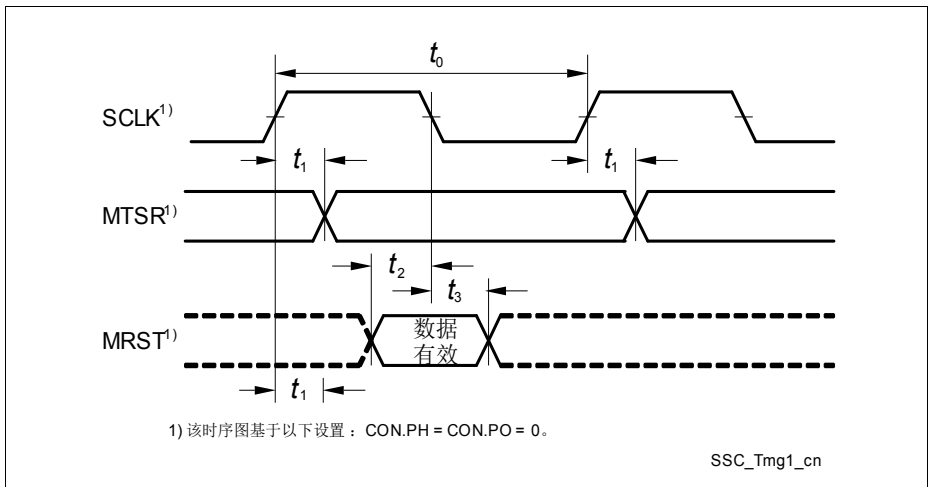 t₀
SCLK¹⁾
t₁ t₁
MTSR¹⁾
t₂
t₃
MRST¹⁾ 数据
有效
t₁
1) 该时序图基于以下设置：CON.PH = CON.PO = 0。
SSC_Tmg1_cn